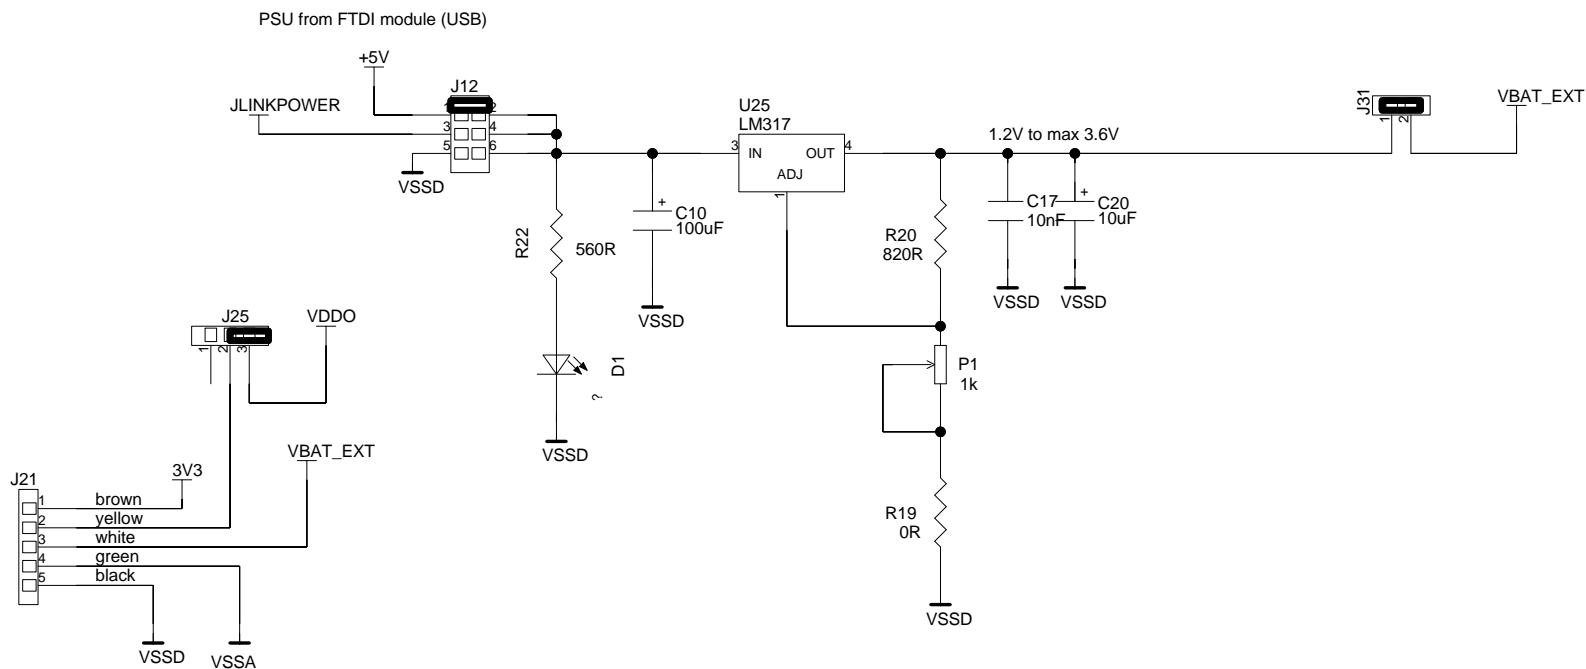 PSU from FTDI module (USB)
+5V
J12
JLINKPOWER
1 2
3 4
5 6
VSSD
U25
LM317
3 IN OUT 4
ADJ
1
1.2V to max 3.6V
J31
1 2
VBAT_EXT
R22
560R
+
C10
100uF
VSSD
R20
820R
C17
10nF
VSSD
+
C20
10uF
VSSD
D1
?
VSSD
P1
1k
R19
0R
VSSD
J25
1 2 3
VDDO
VBAT_EXT
3V3
J21
1 brown
2 yellow
3 white
4 green
5 black
VSSD
VSSA